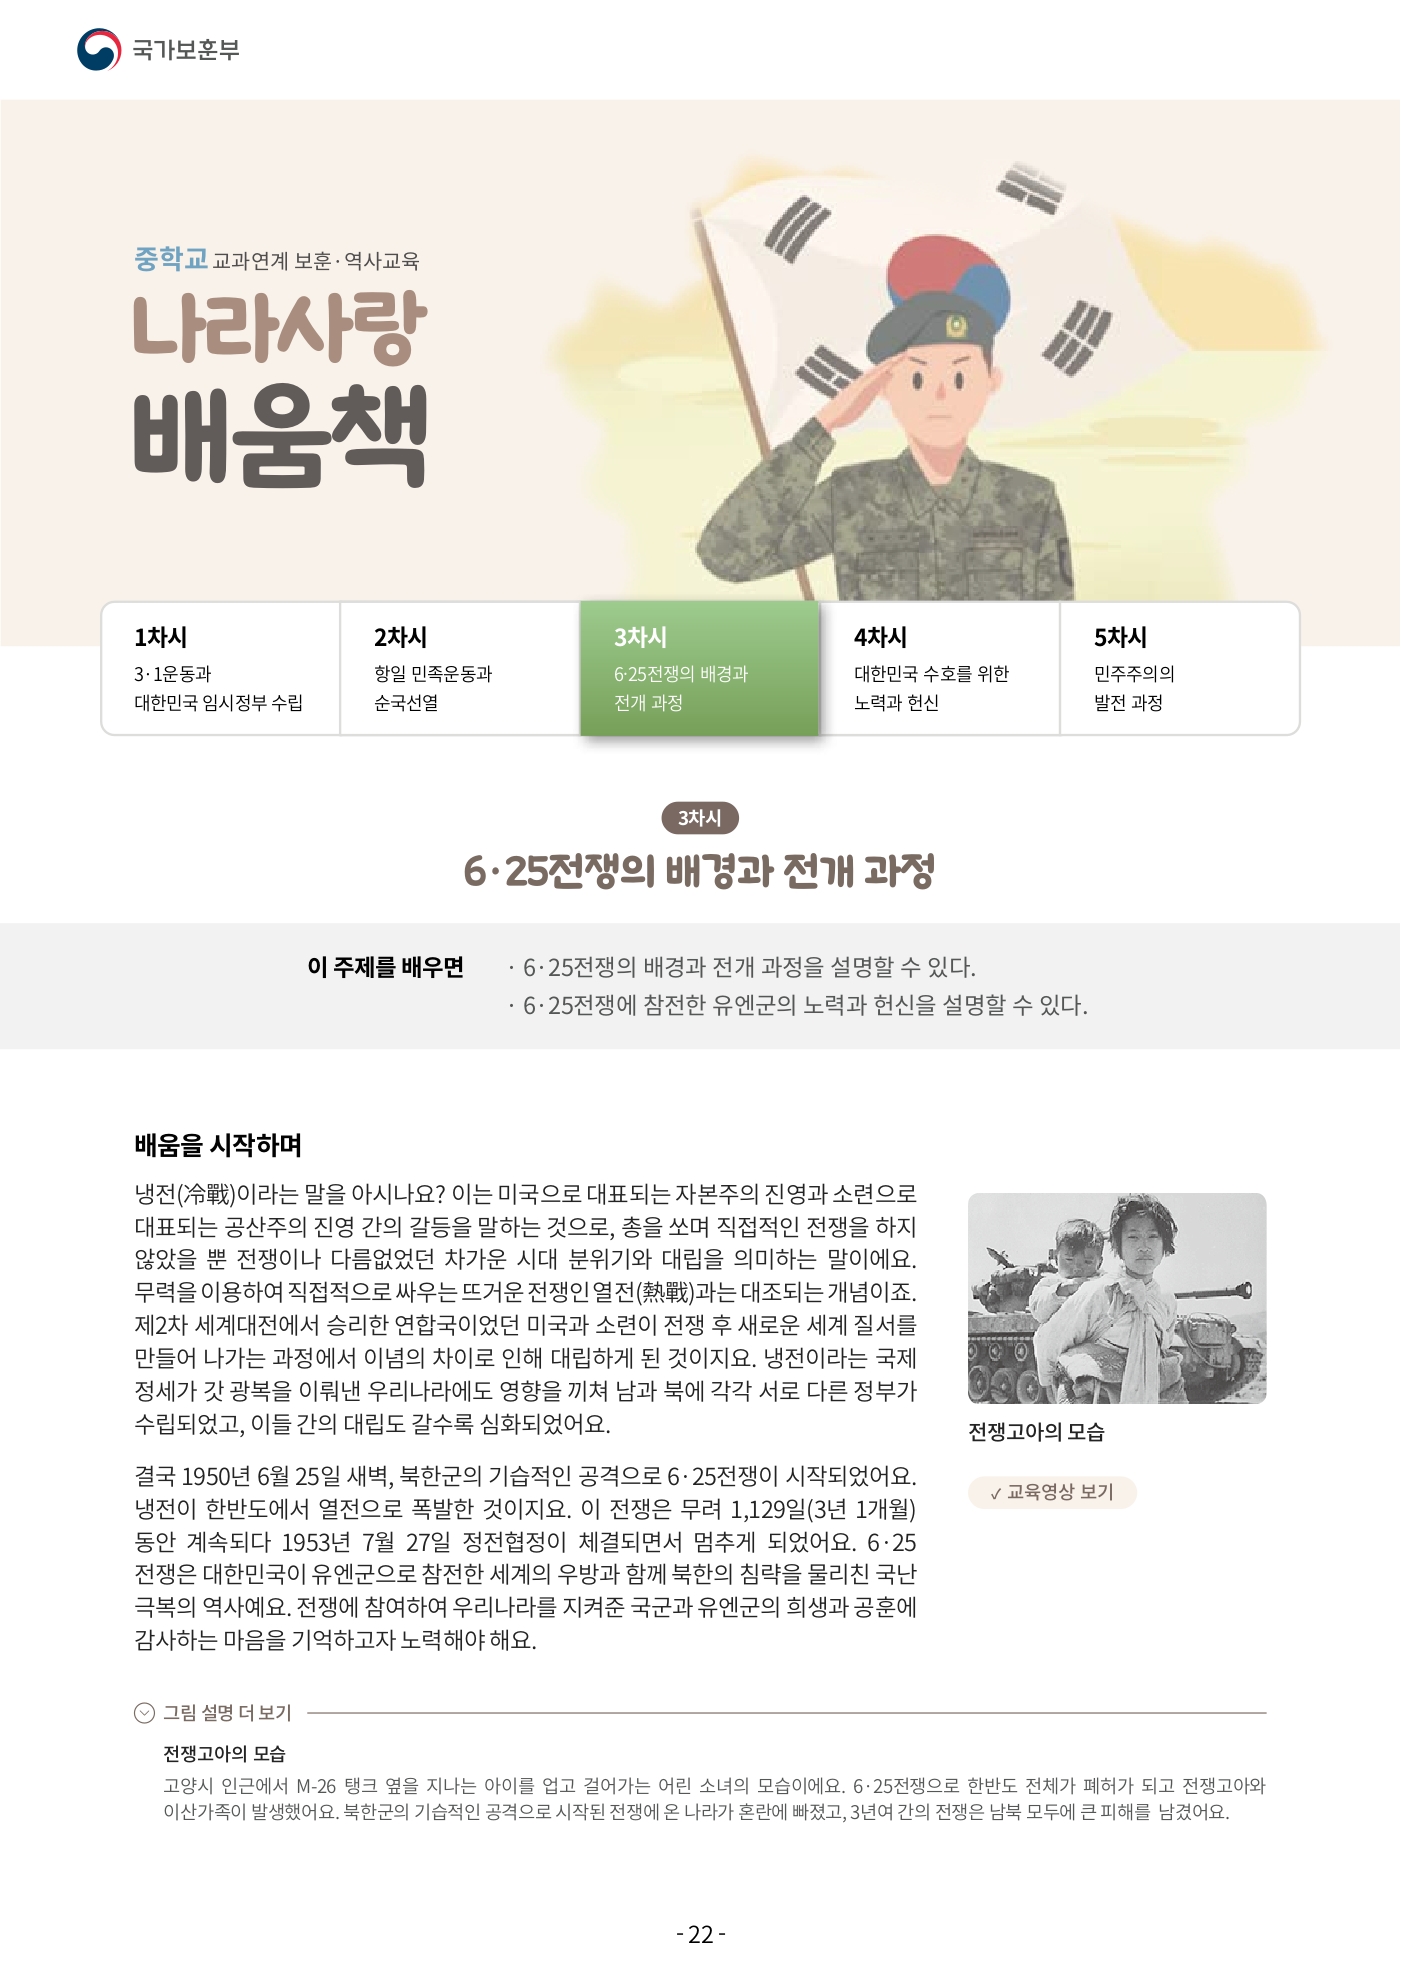 국가보훈부
중학교 교과연계 보훈·역사교육
나라사랑
배움책
1차시
3·1운동과
대한민국 임시정부 수립
2차시
항일 민족운동과
순국선열
3차시
6·25전쟁의 배경과
전개 과정
4차시
대한민국 수호를 위한
노력과 헌신
5차시
민주주의의
발전 과정
3차시
6·25전쟁의 배경과 전개 과정
이 주제를 배우면
· 6·25전쟁의 배경과 전개 과정을 설명할 수 있다.
· 6·25전쟁에 참전한 유엔군의 노력과 헌신을 설명할 수 있다.
배움을 시작하며
냉전(冷戰)이라는 말을 아시나요? 이는 미국으로 대표되는 자본주의 진영과 소련으로
대표되는 공산주의 진영 간의 갈등을 말하는 것으로, 총을 쏘며 직접적인 전쟁을 하지
않았을 뿐 전쟁이나 다름없었던 차가운 시대 분위기와 대립을 의미하는 말이에요.
무력을 이용하여 직접적으로 싸우는 뜨거운 전쟁인 열전(熱戰)과는 대조되는 개념이죠.
제2차 세계대전에서 승리한 연합국이었던 미국과 소련이 전쟁 후 새로운 세계 질서를
만들어 나가는 과정에서 이념의 차이로 인해 대립하게 된 것이지요. 냉전이라는 국제
정세가 갓 광복을 이뤄낸 우리나라에도 영향을 끼쳐 남과 북에 각각 서로 다른 정부가
수립되었고, 이들 간의 대립도 갈수록 심화되었어요.
결국 1950년 6월 25일 새벽, 북한군의 기습적인 공격으로 6·25전쟁이 시작되었어요.
냉전이 한반도에서 열전으로 폭발한 것이지요. 이 전쟁은 무려 1,129일(3년 1개월)
동안 계속되다 1953년 7월 27일 정전협정이 체결되면서 멈추게 되었어요. 6·25
전쟁은 대한민국이 유엔군으로 참전한 세계의 우방과 함께 북한의 침략을 물리친 국난
극복의 역사예요. 전쟁에 참여하여 우리나라를 지켜준 국군과 유엔군의 희생과 공훈에
감사하는 마음을 기억하고자 노력해야 해요.
전쟁고아의 모습
✓ 교육영상 보기
그림 설명 더 보기
전쟁고아의 모습
고양시 인근에서 M-26 탱크 옆을 지나는 아이를 업고 걸어가는 어린 소녀의 모습이에요. 6·25전쟁으로 한반도 전체가 폐허가 되고 전쟁고아와
이산가족이 발생했어요. 북한군의 기습적인 공격으로 시작된 전쟁에 온 나라가 혼란에 빠졌고, 3년여 간의 전쟁은 남북 모두에 큰 피해를 남겼어요.
- 22 -